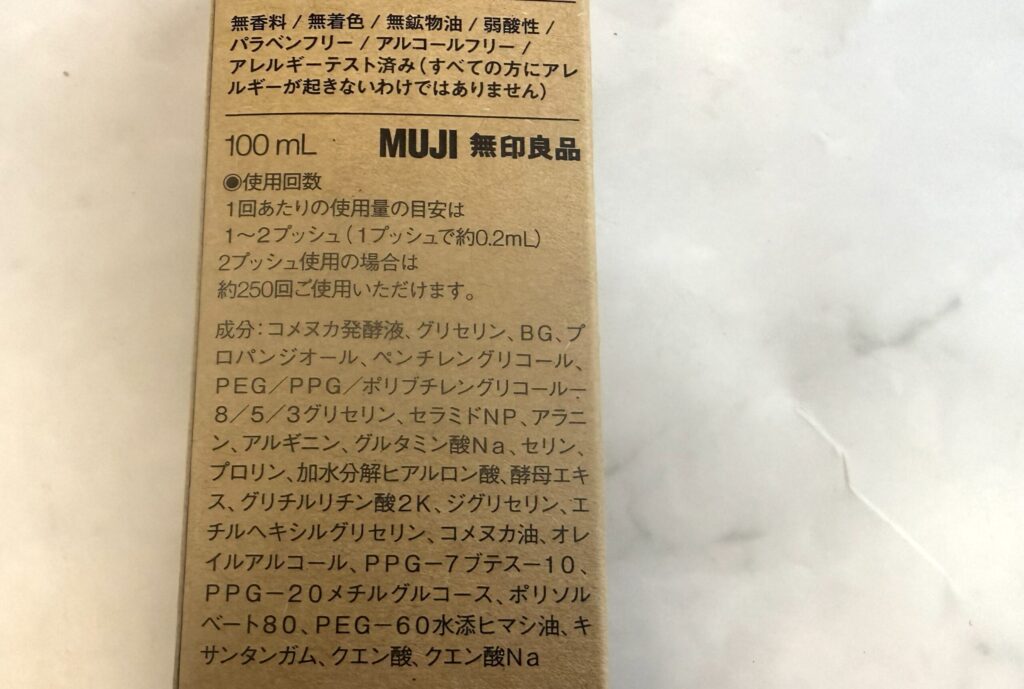 無香料 / 無着色 / 無鉱物油 / 弱酸性 /
パラベンフリー / アルコールフリー /
アレルギーテスト済み(すべての方にアレ
ルギーが起きないわけではありません)
100 mL MUJI 無印良品
◉使用回数
1回あたりの使用量の目安は
1〜2プッシュ(1プッシュで約0.2mL)
2プッシュ使用の場合は
約250回ご使用いただけます。
成分:コメヌカ発酵液、グリセリン、BG、プ
ロパンジオール、ペンチレングリコール、
PEG/PPG/ポリブチレングリコールー
8/5/3グリセリン、セラミドNP、アラニ
ン、アルギニン、グルタミン酸Na、セリン、
プロリン、加水分解ヒアルロン酸、酵母エキ
ス、グリチルリチン酸2K、ジグリセリン、エ
チルヘキシルグリセリン、コメヌカ油、オレ
イルアルコール、PPG-7ブテス-10、
PPG-20メチルグルコース、ポリソル
ベート80、PEG-60水添ヒマシ油、キ
サンタンガム、クエン酸、クエン酸Na